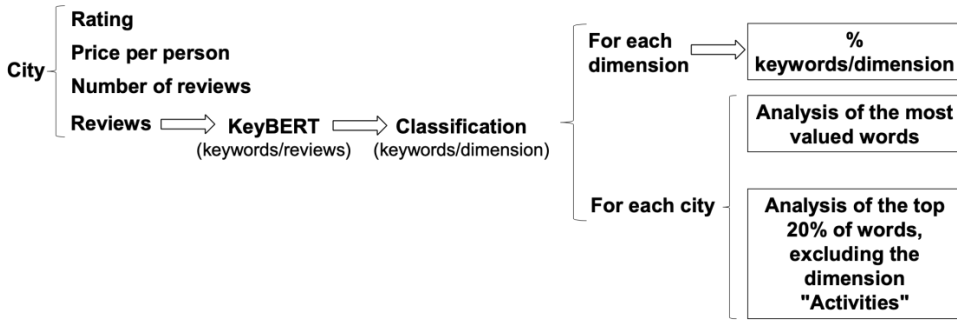 City
Rating
Price per person
Number of reviews
Reviews
KeyBERT
(keywords/reviews)
Classification
(keywords/dimension)
For each
dimension
%
keywords/dimension
For each city
Analysis of the most
valued words
Analysis of the top
20% of words,
excluding the
dimension
"Activities"